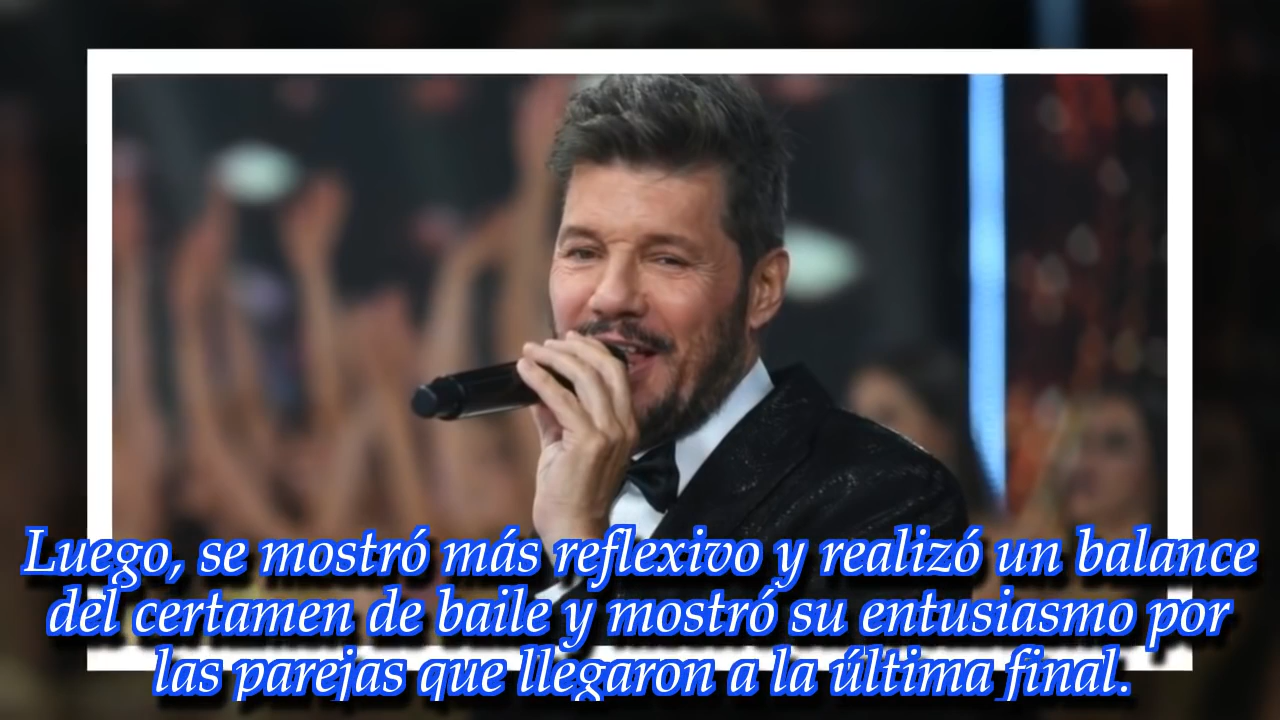 Luego, se mostró más reflexivo y realizó un balance
del certamen de baile y mostró su entusiasmo por
las parejas que llegaron a la última final.